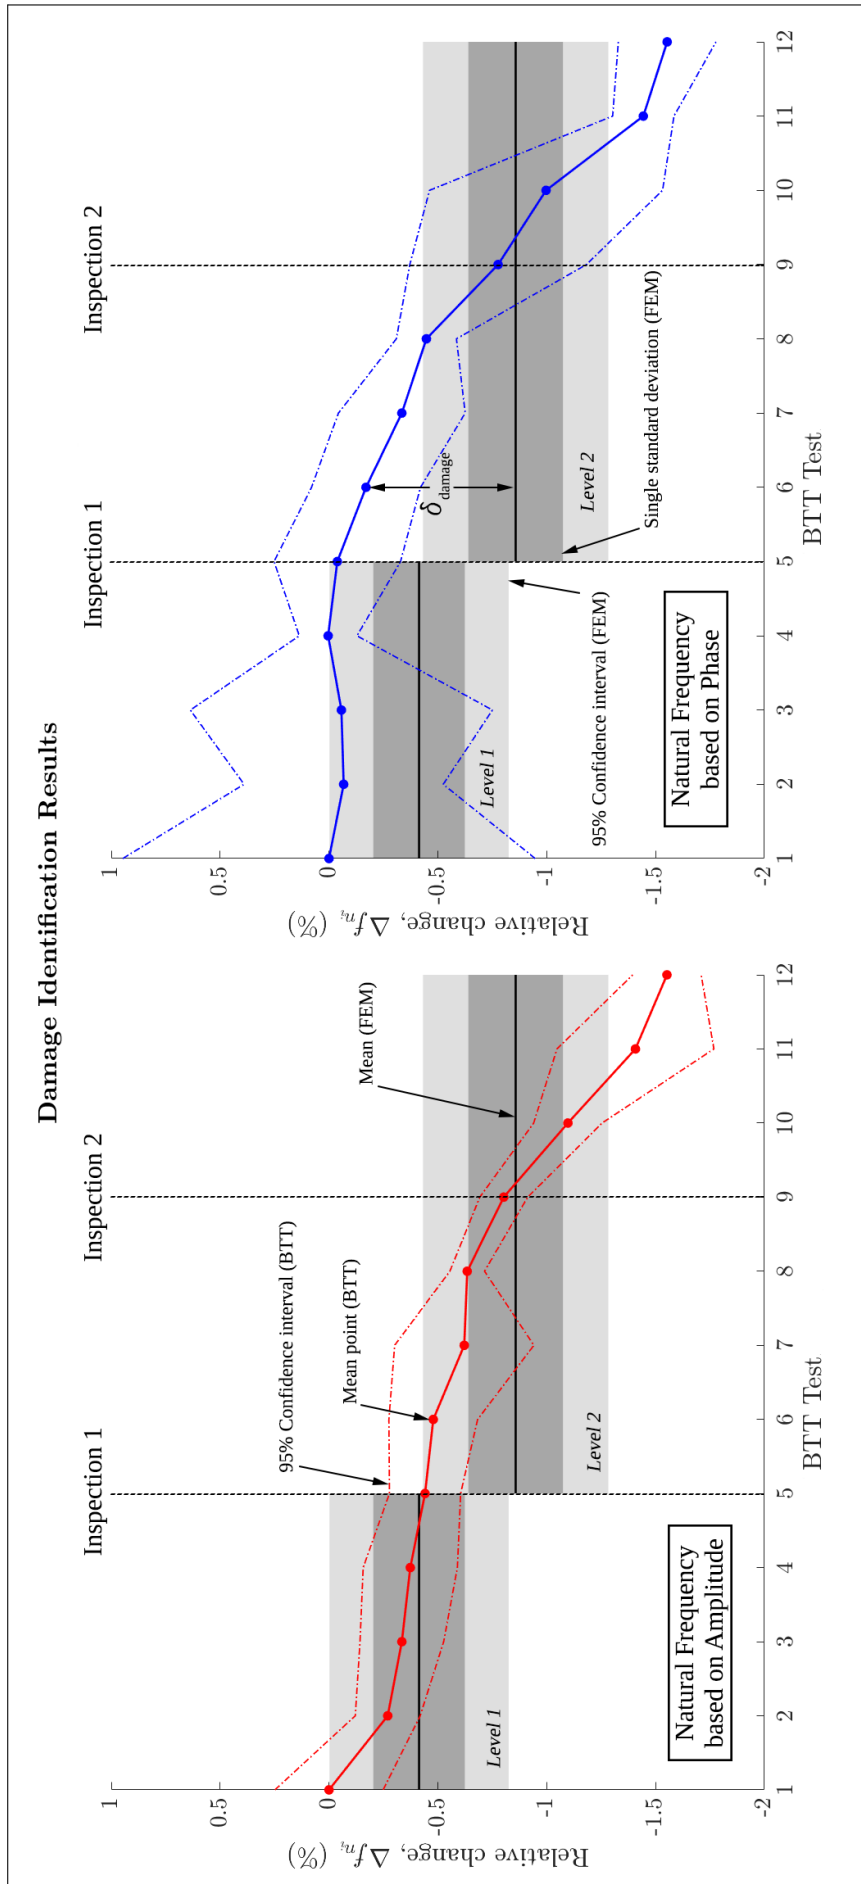 Damage Identification Results
Inspection 1
Inspection 2
95% Confidence interval (BTT)
Mean point (BTT)
Mean (FEM)
Level 1
Level 2
Natural Frequency
based on Amplitude
1
0.5
0
-0.5
-1
-1.5
-2
Relative change, Δf_{n_i} (%)
1 2 3 4 5 6 7 8 9 10 11 12
BTT Test
Inspection 1
Inspection 2
δ_{damage}
Level 1
Level 2
95% Confidence interval (FEM)
Single standard deviation (FEM)
Natural Frequency
based on Phase
1
0.5
0
-0.5
-1
-1.5
-2
Relative change, Δf_{n_i} (%)
1 2 3 4 5 6 7 8 9 10 11 12
BTT Test